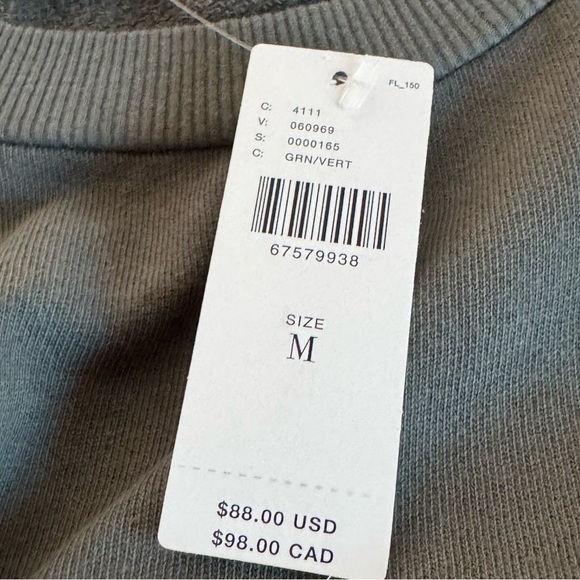 FL_150
C: 4111
V: 060969
S: 0000165
C: GRN/VERT
67579938
SIZE
M
$88.00 USD
$98.00 CAD